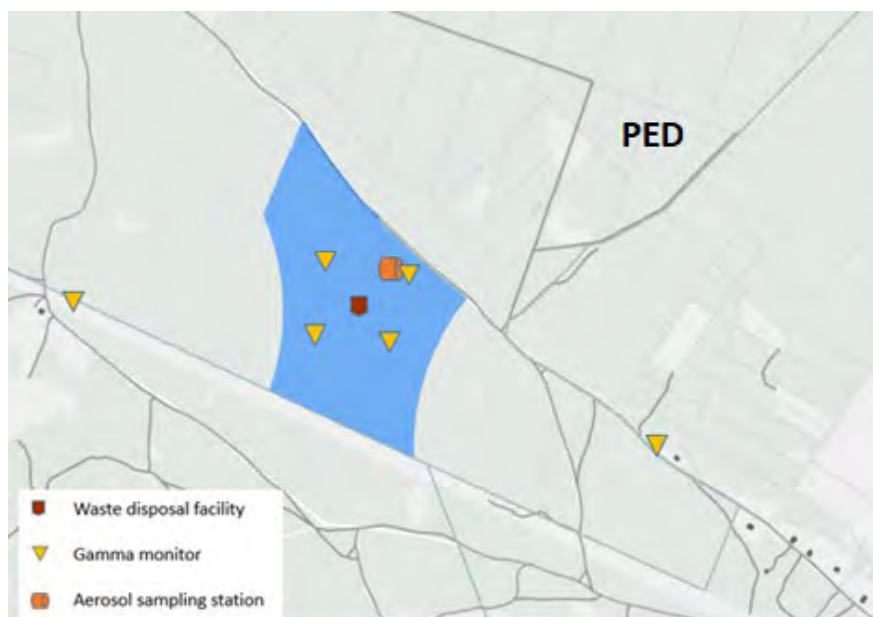 PED
Waste disposal facility
Gamma monitor
Aerosol sampling station